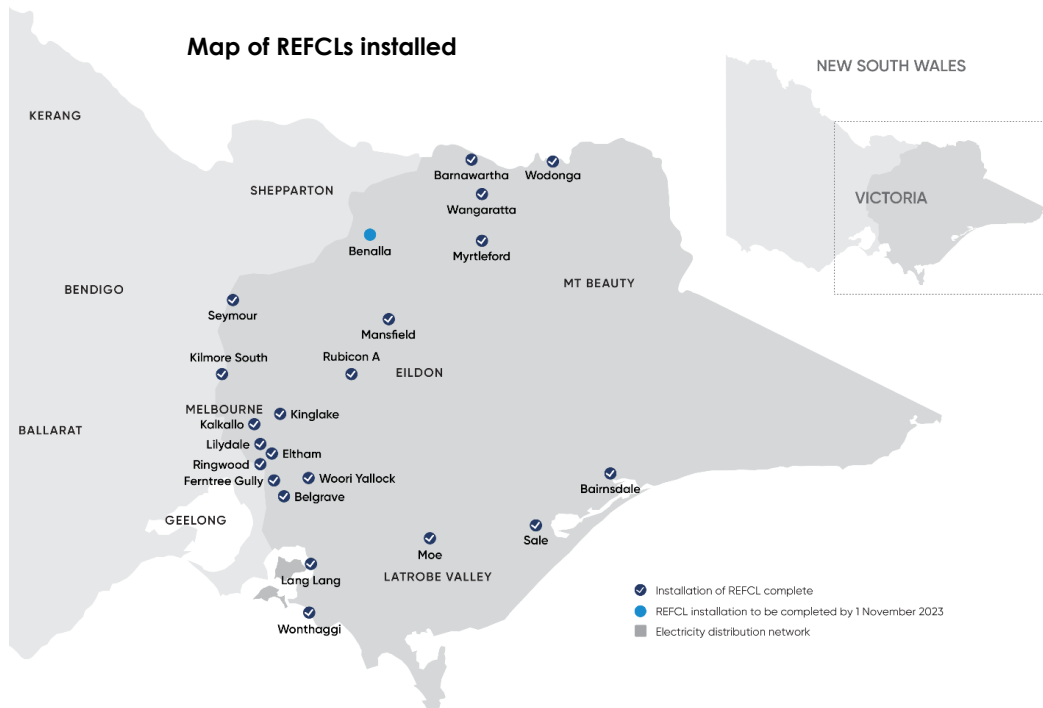 Map of REFCLs installed
NEW SOUTH WALES
KERANG
Barnawartha
Wodonga
SHEPPARTON
VICTORIA
Wangaratta
Benalla
Myrtleford
MT BEAUTY
BENDIGO
Seymour
Mansfield
Kilmore South
Rubicon A
EILDON
MELBOURNE
Kinglake
Kalkallo
BALLARAT
Lilydale
Eltham
Ringwood
Ferntree Gully
Woori Yallock
Bairnsdale
Belgrave
GEELONG
Sale
Moe
Lang Lang
LATROBE VALLEY
Installation of REFCL complete
REFCL installation to be completed by 1 November 2023
Wonthaggi
Electricity distribution network